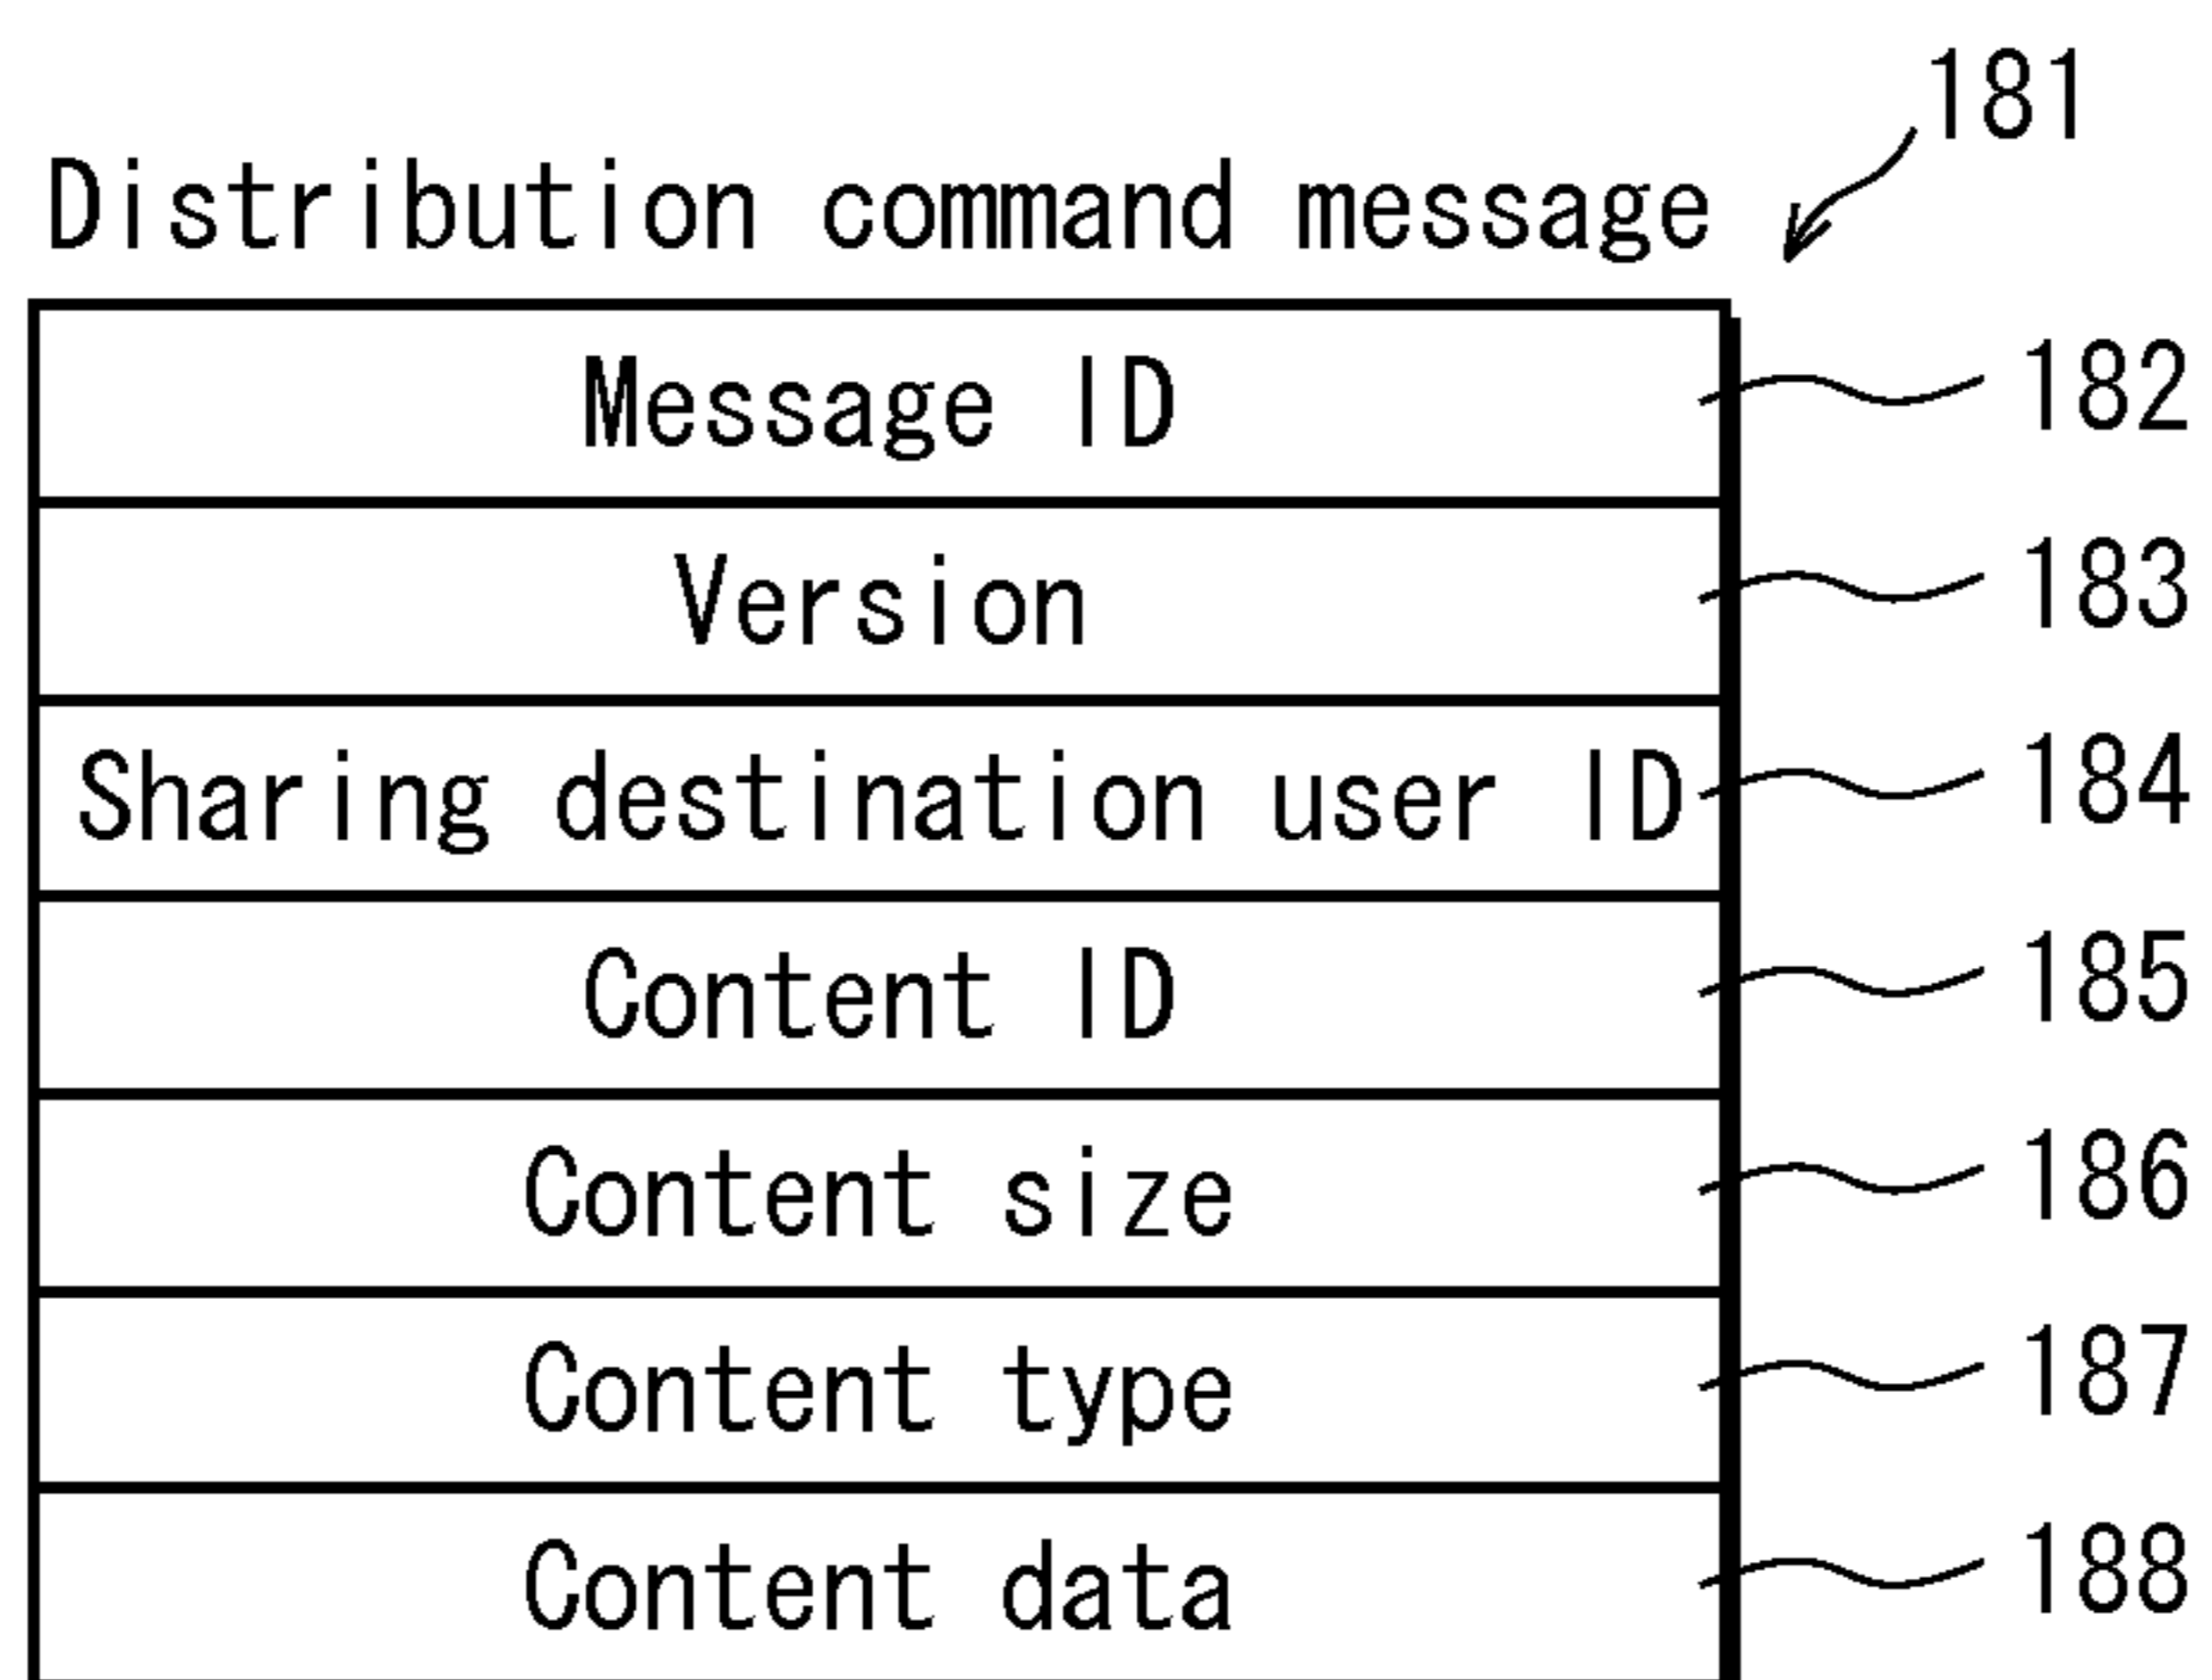 181
Distribution command message
Message ID 182
Version 183
Sharing destination user ID 184
Content ID 185
Content size 186
Content type 187
Content data 188